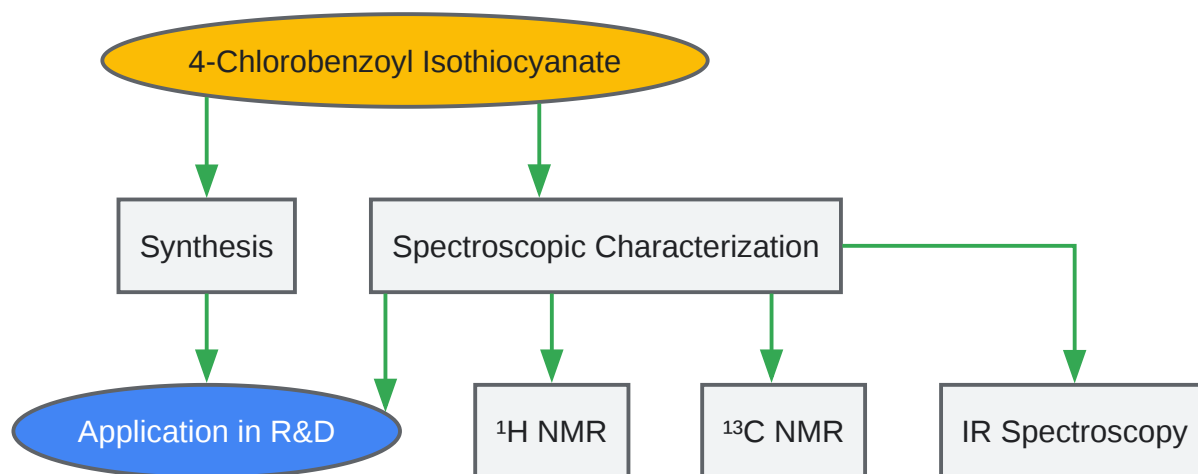 4-Chlorobenzoyl Isothiocyanate
Synthesis
Spectroscopic Characterization
Application in R&D
¹H NMR
¹³C NMR
IR Spectroscopy